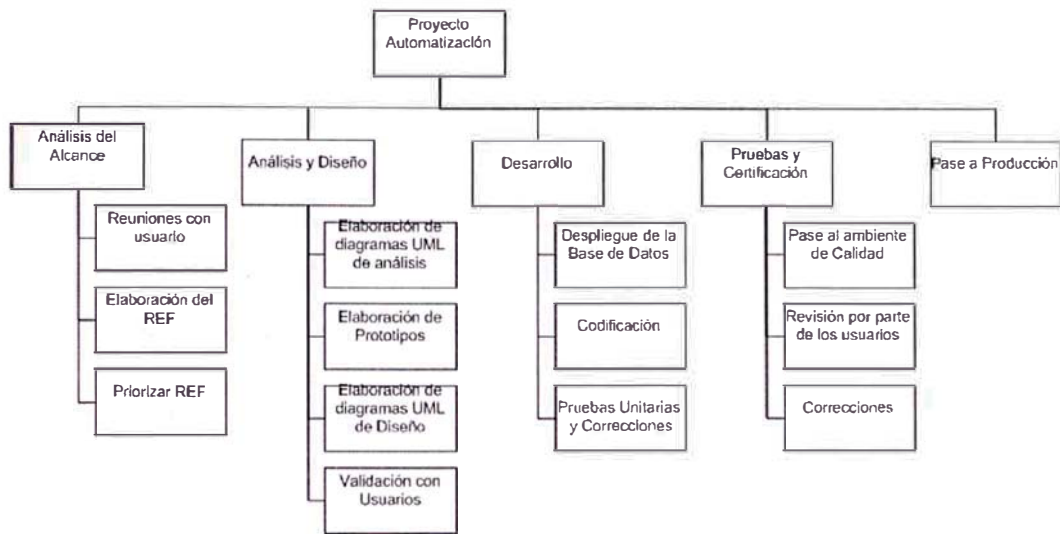 Proyecto
Automatización
Análisis del
Alcance
Reuniones con
usuario
Elaboración del
REF
Priorizar REF
Análisis y Diseño
Elaboración de
diagramas UML
de análisis
Elaboración de
Prototipos
Elaboración de
diagramas UML
de Diseño
Validación con
Usuarios
Desarrollo
Despliegue de la
Base de Datos
Codificación
Pruebas Unitarias
y Correcciones
Pruebas y
Certificación
Pase al ambiente
de Calidad
Revisión por parte
de los usuarios
Correcciones
Pase a Producción